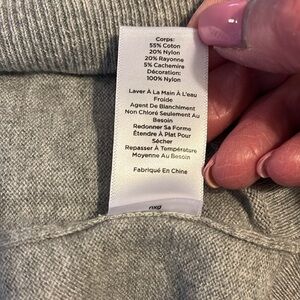 Corps:
55% Coton
20% Nylon
20% Rayonne
5% Cachemire
Décoration:
100% Nylon
Laver À La Main À L'eau
Froide
Agent De Blanchiment
Non Chloré Seulement Au
Besoin
Redonner Sa Forme
Étendre À Plat Pour
Sécher
Repasser À Température
Moyenne Au Besoin
Fabriqué En Chine